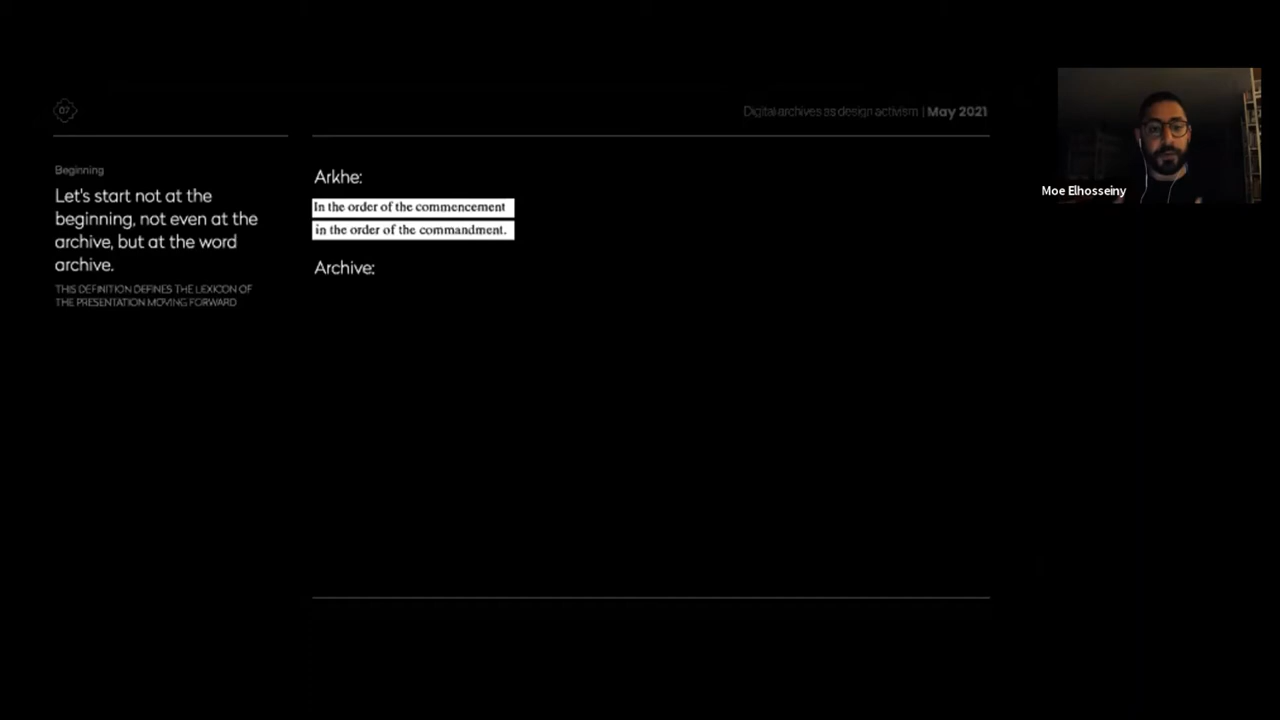 07
Digital archives as design activism | May 2021
Beginning
Let's start not at the
beginning, not even at the
archive, but at the word
archive.
THIS DEFINITION DEFINES THE LEXICON OF
THE PRESENTATION MOVING FORWARD
Arkhe:
In the order of the commencement
in the order of the commandment.
Archive:
Moe Elhosseiny